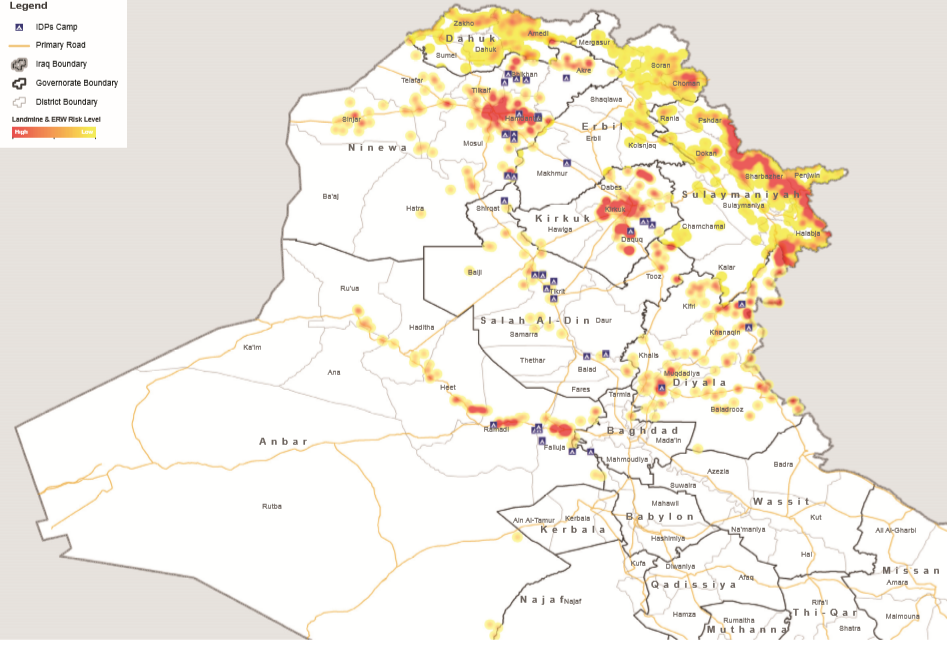 Legend
IDPs Camp
Primary Road
Iraq Boundary
Governorate Boundary
District Boundary
Landmine & ERW Risk Level
High
Low
Zakho
Amedi
Dahuk
Mergasur
Dahuk
Sumel
Soran
Akre
Telafar
Choman
Tilkaif
Shaqlawa
Rania
Pshdar
Sinjar
Erbil
Erbil
Mosul
Koisnjaq
Ninewa
Dokan
Makhmur
Sharbazher
Penjwin
Dabes
Ba'aj
Sulaymaniyah
Hatra
Shirqat
Kirkuk
Sulaymaniya
Kirkuk
Chamchamal
Hawiga
Halabja
Daquq
Baiji
Kalar
Tooz
Ru'ua
Tikrit
Kifri
Salah Al-Din
Daur
Haditha
Samarra
Khanaqin
Ka'im
Khalis
Thethar
Ana
Balad
Muqdadiya
Diyala
Heet
Fares
Tarmia
Baladrooz
Ramadi
Baghdad
Anbar
Mada'in
Falluja
Mahmoudiya
Azezia
Badra
Suwaira
Rutba
Mahawil
Wassit
Ain Al-Tamur
Kerbala
Babylon
Kut
Kerbala
Na'maniya
Ali Al-Gharbi
Hashimiya
Hai
Kufa
Diwaniya
Missan
Afaq
Amara
Qadissiya
Najaf
Najaf
Rifa'i
Hamza
Thi-Qar
Maimouna
Rumaitha
Muthanna
Shatra